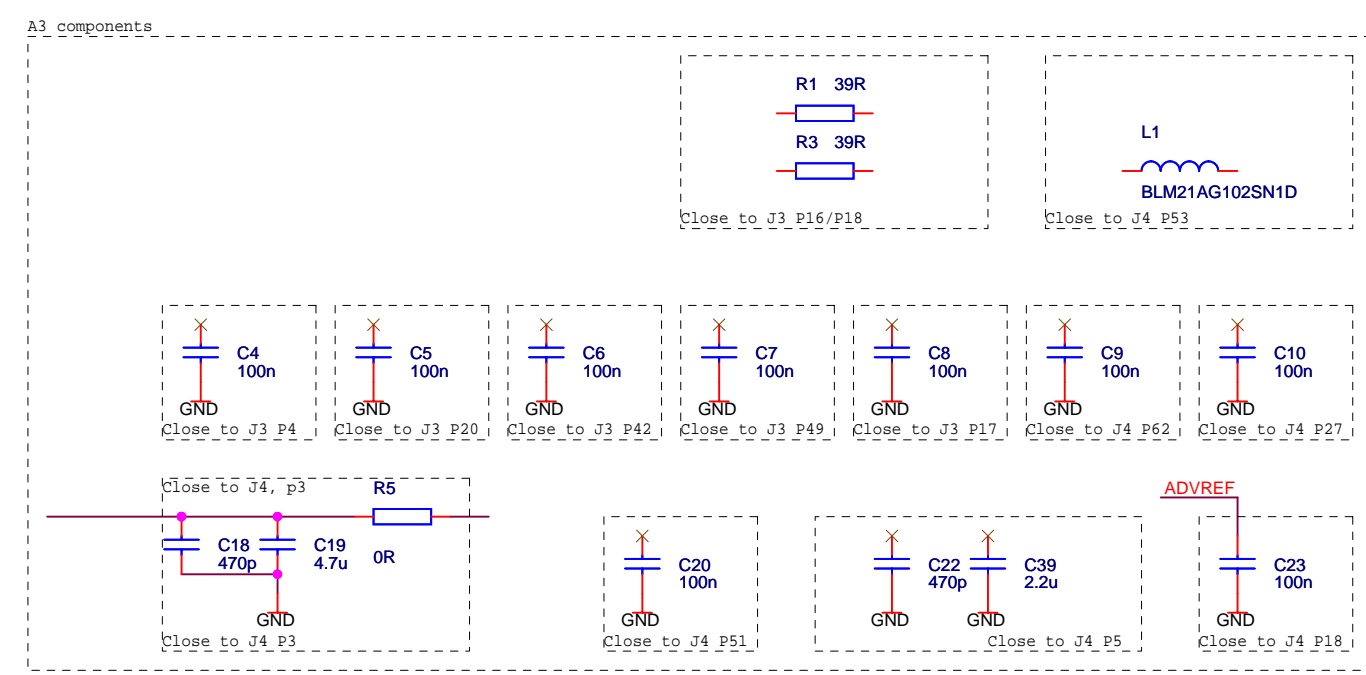 A3 components
R1 39R
R3 39R
Close to J3 P16/P18
L1
BLM21AG102SN1D
Close to J4 P53
C4
100n
GND
Close to J3 P4
C5
100n
GND
Close to J3 P20
C6
100n
GND
Close to J3 P42
C7
100n
GND
Close to J3 P49
C8
100n
GND
Close to J3 P17
C9
100n
GND
Close to J4 P62
C10
100n
GND
Close to J4 P27
Close to J4, p3
R5
0R
C18
470p
C19
4.7u
GND
Close to J4 P3
C20
100n
GND
Close to J4 P51
C22
470p
GND
C39
2.2u
GND
Close to J4 P5
ADVREF
C23
100n
GND
Close to J4 P18